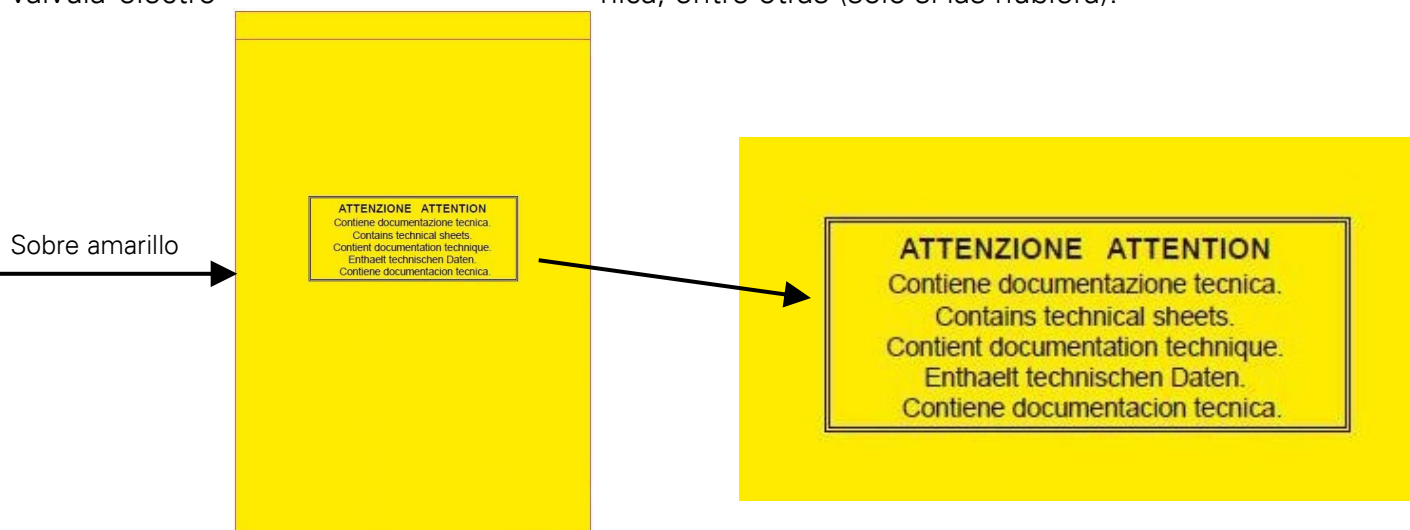 nica, entre otras (solo si las hubiera).
Sobre amarillo
ATTENZIONE ATTENTION
Contiene documentazione tecnica.
Contains technical sheets.
Contient documentation technique.
Enthaelt technischen Daten.
Contiene documentacion tecnica.
ATTENZIONE ATTENTION
Contiene documentazione tecnica.
Contains technical sheets.
Contient documentation technique.
Enthaelt technischen Daten.
Contiene documentacion tecnica.